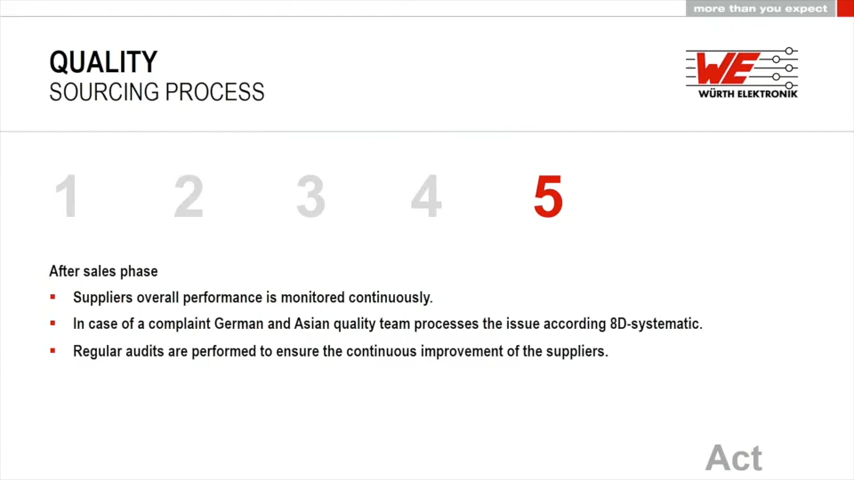 more than you expect
QUALITY
SOURCING PROCESS
WE
WÜRTH ELEKTRONIK
1 2 3 4 5
After sales phase
▪ Suppliers overall performance is monitored continuously.
▪ In case of a complaint German and Asian quality team processes the issue according 8D-systematic.
▪ Regular audits are performed to ensure the continuous improvement of the suppliers.
Act